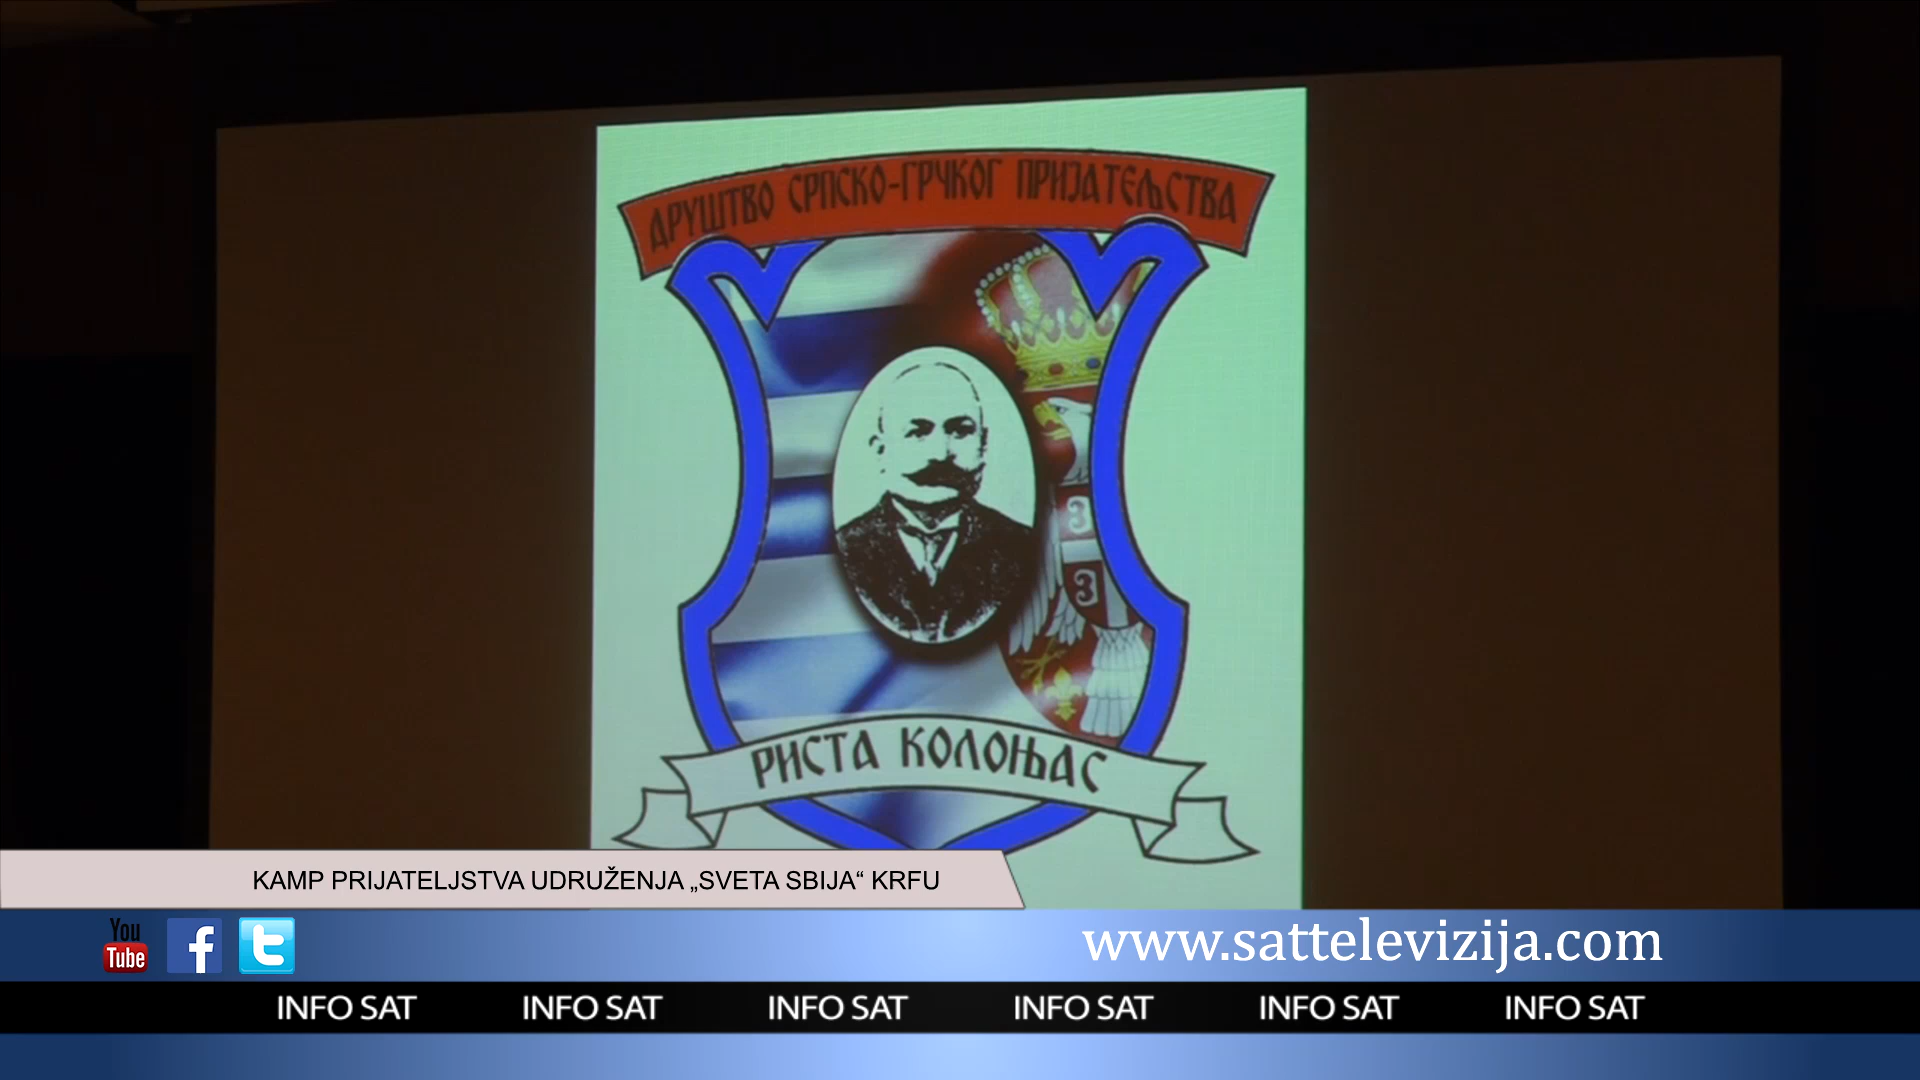 ДРУШТВО СРПСКО-ГРЧКОГ ПРИЈАТЕЉСТВА
РИСТА КОЛОЊАС
KAMP PRIJATELJSTVA UDRUŽENJA „SVETA SBIJA“ KRFU
You
Tube
www.sattelevizija.com
INFO SAT INFO SAT INFO SAT INFO SAT INFO SAT INFO SAT